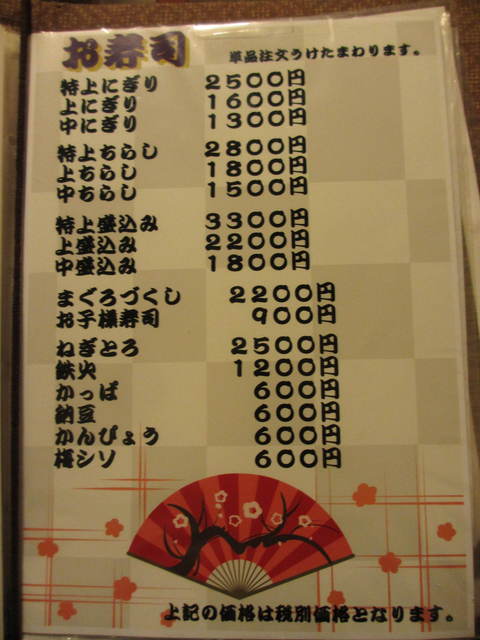 お寿司 単品注文うけたまわります。
特上にぎり 2500円
上にぎり 1600円
中にぎり 1300円
特上ちらし 2800円
上ちらし 1800円
中ちらし 1500円
特上盛込み 3300円
上盛込み 2200円
中盛込み 1800円
まぐろづくし 2200円
お子様寿司 900円
ねぎとろ 2500円
鉄火 1200円
かっぱ 600円
納豆 600円
かんぴょう 600円
梅シソ 600円
上記の価格は税別価格となります。